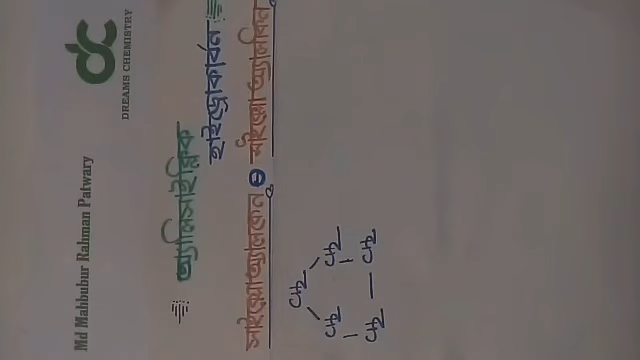 Md Mahbubur Rahman Patwary
DREAMS CHEMISTRY
অ্যালিসাইক্লিক
হাইড্রোকার্বন
সাইক্লোঅ্যালকেন ও সাইক্লোঅ্যালকিন
CH2
CH2 CH2
CH2 — CH2